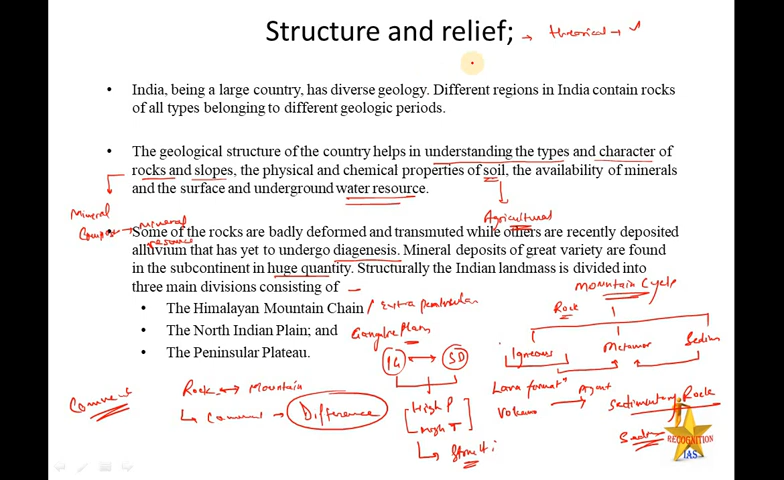 Structure and relief; → theorical →
• India, being a large country, has diverse geology. Different regions in India contain rocks
of all types belonging to different geologic periods.
• The geological structure of the country helps in understanding the types and character of
rocks and slopes, the physical and chemical properties of soil, the availability of minerals
and the surface and underground water resource.
Mineral
Mineral
resource
Agricultural
• Some of the rocks are badly deformed and transmuted while others are recently deposited
alluvium that has yet to undergo diagenesis. Mineral deposits of great variety are found
in the subcontinent in huge quantity. Structurally the Indian landmass is divided into
three main divisions consisting of –
• The Himalayan Mountain Chain / Extra peninsular
• The North Indian Plain; and
• The Peninsular Plateau.
Mountain Cycle
Rock
Igneous
Metamor
Sedim
IG ↔ SD
Rock ↔ Mountain
Difference
High P
High T
Volcano → Agent
Sedimentary Rock
RECOGNITION
IAS